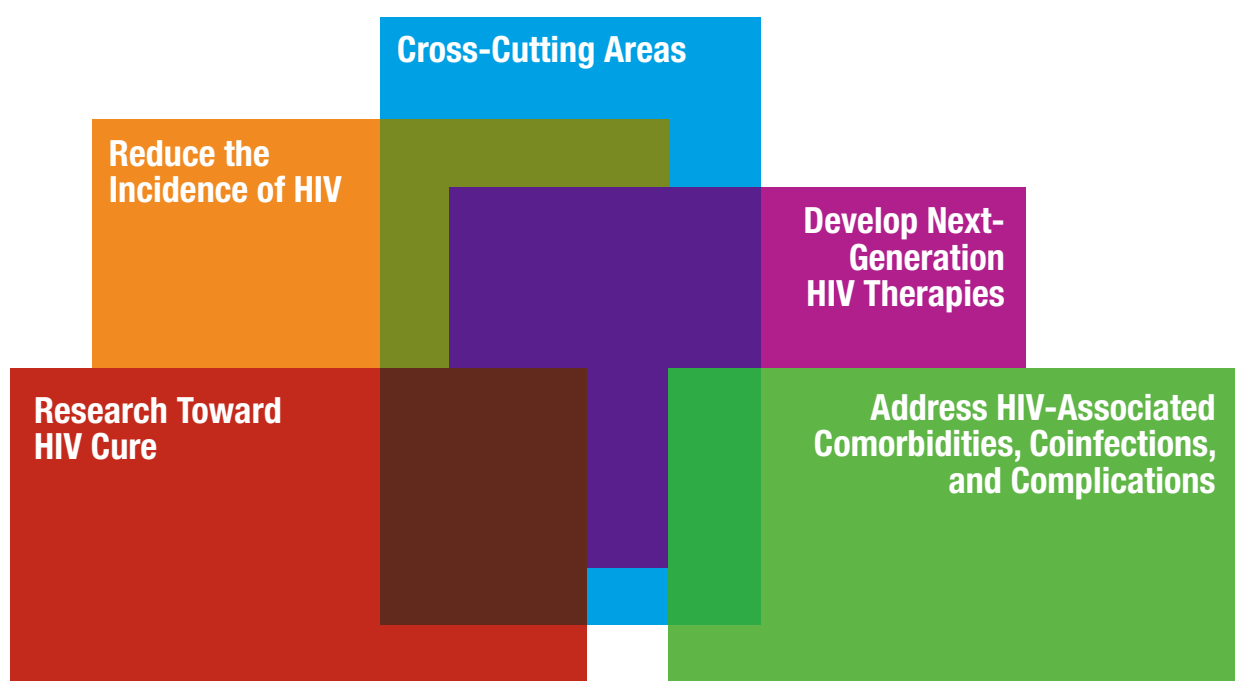 Cross-Cutting Areas
Reduce the
Incidence of HIV
Develop Next-
Generation
HIV Therapies
Research Toward
HIV Cure
Address HIV-Associated
Comorbidities, Coinfections,
and Complications